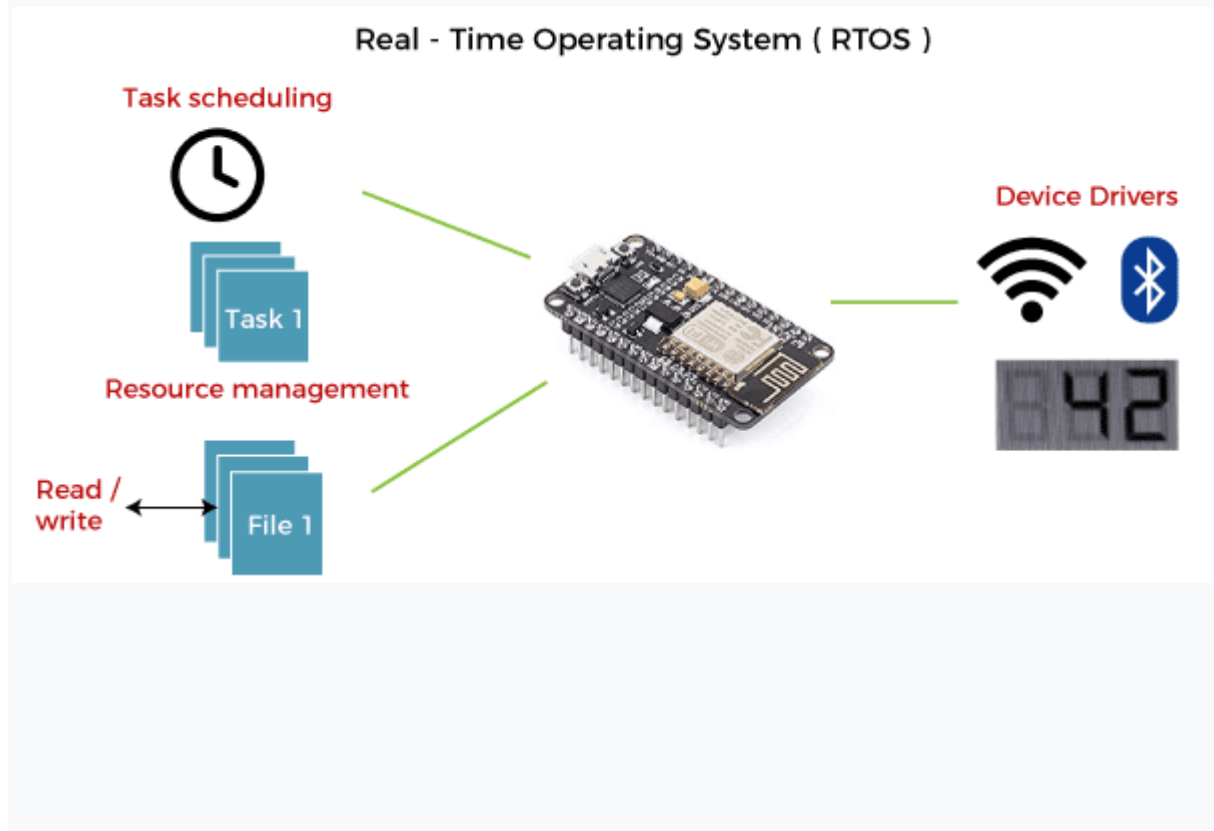 Real - Time Operating System ( RTOS )
Task scheduling
Task 1
Resource management
Read /
write
File 1
Device Drivers
42